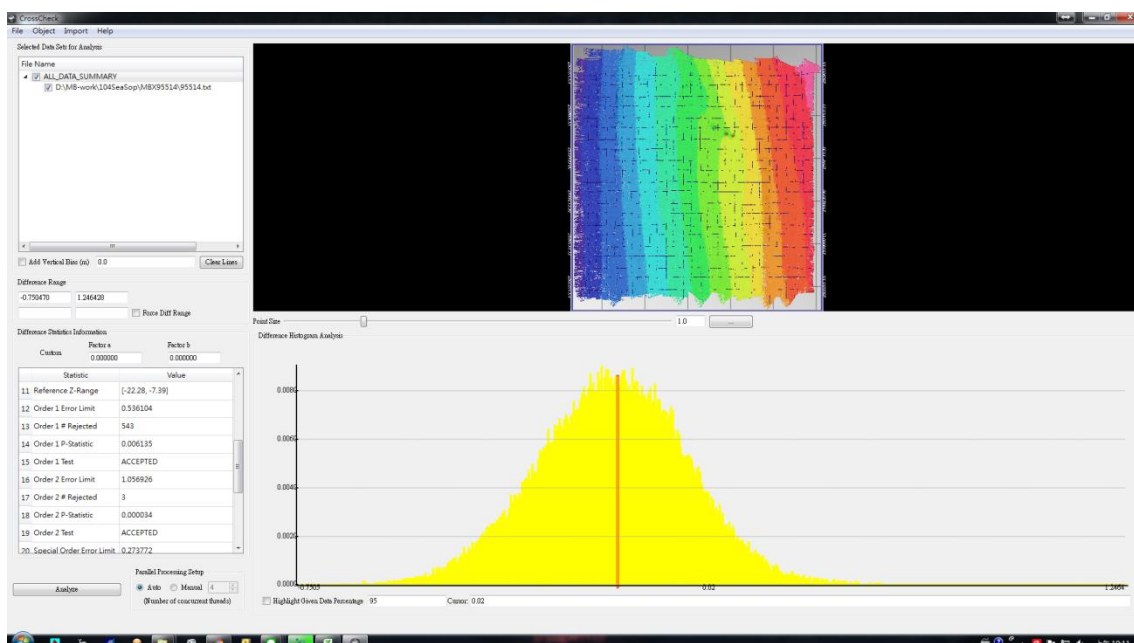 CrossCheck
File Object Import Help
Selected Data Sets for Analysis
File Name
ALL_DATA_SUMMARY
D:\MB-work\104SeaSop\MBX95514\95514.txt
Add Vertical Bias (m) 0.0 Clear Lines
Difference Range
-0.750470 1.246428
Force Diff Range
Point Size 1.0 ...
Difference Statistics Information
Difference Histogram Analysis
Factor a Factor b
Custom 0.000000 0.000000
Statistic Value
11 Reference Z-Range [-22.28, -7.39]
12 Order 1 Error Limit 0.536104
13 Order 1 # Rejected 543
14 Order 1 P-Statistic 0.006135
15 Order 1 Test ACCEPTED
16 Order 2 Error Limit 1.056926
17 Order 2 # Rejected 3
18 Order 2 P-Statistic 0.000034
19 Order 2 Test ACCEPTED
20 Special Order Error Limit 0.273772
0.0080
0.0060
0.0040
0.0020
0.0000
-0.7505 0.02 1.2464
Parallel Processing Setup
Analyze Auto Manual 4
(Number of concurrent threads)
Highlight Given Data Percentage 95 Cursor: 0.02